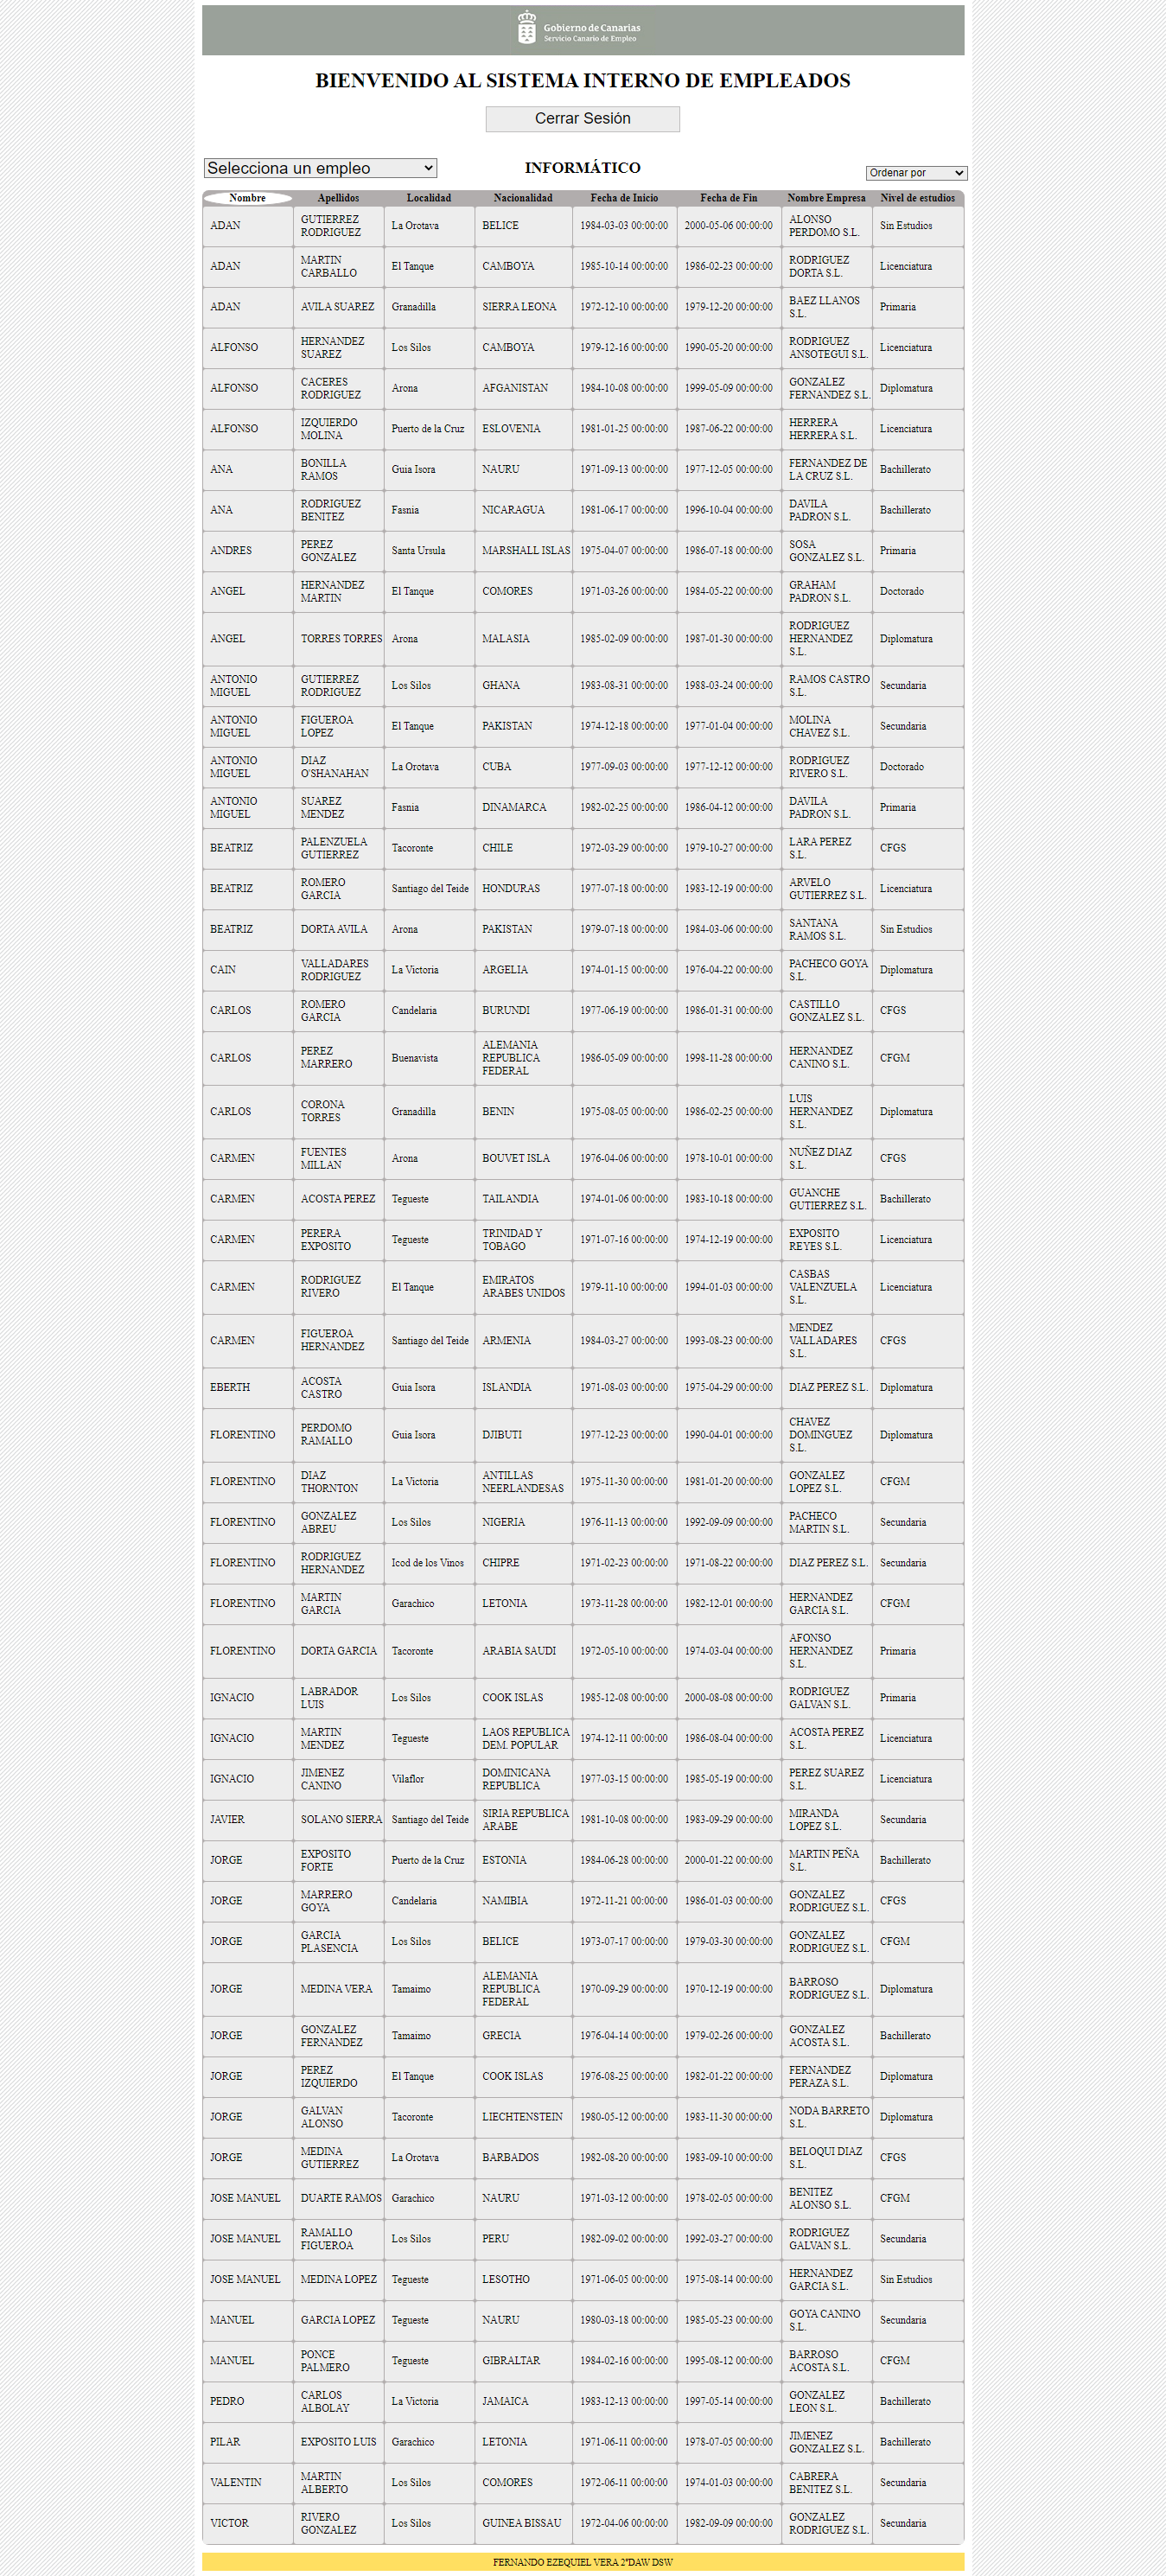 Gobierno de Canarias
Servicio Canario de Empleo
BIENVENIDO AL SISTEMA INTERNO DE EMPLEADOS
Cerrar Sesión
Selecciona un empleo INFORMÁTICO Ordenar por
Nombre Apellidos Localidad Nacionalidad Fecha de Inicio Fecha de Fin Nombre Empresa Nivel de estudios
ADAN GUTIERREZ RODRIGUEZ La Orotava BELICE 1984-03-03 00:00:00 2000-05-06 00:00:00 ALONSO PERDOMO S.L. Sin Estudios
ADAN MARTIN CARBALLO El Tanque CAMBOYA 1985-10-14 00:00:00 1986-02-23 00:00:00 RODRIGUEZ DORTA S.L. Licenciatura
ADAN AVILA SUAREZ Granadilla SIERRA LEONA 1972-12-10 00:00:00 1979-12-20 00:00:00 BAEZ LLANOS S.L. Primaria
ALFONSO HERNANDEZ SUAREZ Los Silos CAMBOYA 1979-12-16 00:00:00 1990-05-20 00:00:00 RODRIGUEZ ANSOTEGUI S.L. Licenciatura
ALFONSO CACERES RODRIGUEZ Arona AFGANISTAN 1984-10-08 00:00:00 1999-05-09 00:00:00 GONZALEZ FERNANDEZ S.L. Diplomatura
ALFONSO IZQUIERDO MOLINA Puerto de la Cruz ESLOVENIA 1981-01-25 00:00:00 1987-06-22 00:00:00 HERRERA HERRERA S.L. Licenciatura
ANA BONILLA RAMOS Guia Isora NAURU 1971-09-13 00:00:00 1977-12-05 00:00:00 FERNANDEZ DE LA CRUZ S.L. Bachillerato
ANA RODRIGUEZ BENITEZ Fasnia NICARAGUA 1981-06-17 00:00:00 1996-10-04 00:00:00 DAVILA PADRON S.L. Bachillerato
ANDRES PEREZ GONZALEZ Santa Ursula MARSHALL ISLAS 1975-04-07 00:00:00 1986-07-18 00:00:00 SOSA GONZALEZ S.L. Primaria
ANGEL HERNANDEZ MARTIN El Tanque COMORES 1971-03-26 00:00:00 1984-05-22 00:00:00 GRAHAM PADRON S.L. Doctorado
ANGEL TORRES TORRES Arona MALASIA 1985-02-09 00:00:00 1987-01-30 00:00:00 RODRIGUEZ HERNANDEZ S.L. Diplomatura
ANTONIO MIGUEL GUTIERREZ RODRIGUEZ Los Silos GHANA 1983-08-31 00:00:00 1988-03-24 00:00:00 RAMOS CASTRO S.L. Secundaria
ANTONIO MIGUEL FIGUEROA LOPEZ El Tanque PAKISTAN 1974-12-18 00:00:00 1977-01-04 00:00:00 MOLINA CHAVEZ S.L. Secundaria
ANTONIO MIGUEL DIAZ O'SHANAHAN La Orotava CUBA 1977-09-03 00:00:00 1977-12-12 00:00:00 RODRIGUEZ RIVERO S.L. Doctorado
ANTONIO MIGUEL SUAREZ MENDEZ Fasnia DINAMARCA 1982-02-25 00:00:00 1986-04-12 00:00:00 DAVILA PADRON S.L. Primaria
BEATRIZ PALENZUELA GUTIERREZ Tacoronte CHILE 1972-03-29 00:00:00 1979-10-27 00:00:00 LARA PEREZ S.L. CFGS
BEATRIZ ROMERO GARCIA Santiago del Teide HONDURAS 1977-07-18 00:00:00 1983-12-19 00:00:00 ARVELO GUTIERREZ S.L. Licenciatura
BEATRIZ DORTA AVILA Arona PAKISTAN 1979-07-18 00:00:00 1984-03-06 00:00:00 SANTANA RAMOS S.L. Sin Estudios
CAIN VALLADARES RODRIGUEZ La Victoria ARGELIA 1974-01-15 00:00:00 1976-04-22 00:00:00 PACHECO GOYA S.L. Diplomatura
CARLOS ROMERO GARCIA Candelaria BURUNDI 1977-06-19 00:00:00 1986-01-31 00:00:00 CASTILLO GONZALEZ S.L. CFGS
CARLOS PEREZ MARRERO Buenavista ALEMANIA REPUBLICA FEDERAL 1986-05-09 00:00:00 1998-11-28 00:00:00 HERNANDEZ CANINO S.L. CFGM
CARLOS CORONA TORRES Granadilla BENIN 1975-08-05 00:00:00 1986-02-25 00:00:00 LUIS HERNANDEZ S.L. Diplomatura
CARMEN FUENTES MILLAN Arona BOUVET ISLA 1976-04-06 00:00:00 1978-10-01 00:00:00 NUÑEZ DIAZ S.L. CFGS
CARMEN ACOSTA PEREZ Tegueste TAILANDIA 1974-01-06 00:00:00 1983-10-18 00:00:00 GUANCHE GUTIERREZ S.L. Bachillerato
CARMEN PERERA EXPOSITO Tegueste TRINIDAD Y TOBAGO 1971-07-16 00:00:00 1974-12-19 00:00:00 EXPOSITO REYES S.L. Licenciatura
CARMEN RODRIGUEZ RIVERO El Tanque EMIRATOS ARABES UNIDOS 1979-11-10 00:00:00 1994-01-03 00:00:00 CASBAS VALENZUELA S.L. Licenciatura
CARMEN FIGUEROA HERNANDEZ Santiago del Teide ARMENIA 1984-03-27 00:00:00 1993-08-23 00:00:00 MENDEZ VALLADARES S.L. CFGS
EBERTH ACOSTA CASTRO Guia Isora ISLANDIA 1971-08-03 00:00:00 1975-04-29 00:00:00 DIAZ PEREZ S.L. Diplomatura
FLORENTINO PERDOMO RAMALLO Guia Isora DJIBUTI 1977-12-23 00:00:00 1990-04-01 00:00:00 CHAVEZ DOMINGUEZ S.L. Diplomatura
FLORENTINO DIAZ THORNTON La Victoria ANTILLAS NEERLANDESAS 1975-11-30 00:00:00 1981-01-20 00:00:00 GONZALEZ LOPEZ S.L. CFGM
FLORENTINO GONZALEZ ABREU Los Silos NIGERIA 1976-11-13 00:00:00 1992-09-09 00:00:00 PACHECO MARTIN S.L. Secundaria
FLORENTINO RODRIGUEZ HERNANDEZ Icod de los Vinos CHIPRE 1971-02-23 00:00:00 1971-08-22 00:00:00 DIAZ PEREZ S.L. Secundaria
FLORENTINO MARTIN GARCIA Garachico LETONIA 1973-11-28 00:00:00 1982-12-01 00:00:00 HERNANDEZ GARCIA S.L. CFGM
FLORENTINO DORTA GARCIA Tacoronte ARABIA SAUDI 1972-05-10 00:00:00 1974-03-04 00:00:00 AFONSO HERNANDEZ S.L. Primaria
IGNACIO LABRADOR LUIS Los Silos COOK ISLAS 1985-12-08 00:00:00 2000-08-08 00:00:00 RODRIGUEZ GALVAN S.L. Primaria
IGNACIO MARTIN MENDEZ Tegueste LAOS REPUBLICA DEM. POPULAR 1974-12-11 00:00:00 1986-08-04 00:00:00 ACOSTA PEREZ S.L. Licenciatura
IGNACIO JIMENEZ CANINO Vilaflor DOMINICANA REPUBLICA 1977-03-15 00:00:00 1985-05-19 00:00:00 PEREZ SUAREZ S.L. Licenciatura
JAVIER SOLANO SIERRA Santiago del Teide SIRIA REPUBLICA ARABE 1981-10-08 00:00:00 1983-09-29 00:00:00 MIRANDA LOPEZ S.L. Secundaria
JORGE EXPOSITO FORTE Puerto de la Cruz ESTONIA 1984-06-28 00:00:00 2000-01-22 00:00:00 MARTIN PEÑA S.L. Bachillerato
JORGE MARRERO GOYA Candelaria NAMIBIA 1972-11-21 00:00:00 1986-01-03 00:00:00 GONZALEZ RODRIGUEZ S.L. CFGS
JORGE GARCIA PLASENCIA Los Silos BELICE 1973-07-17 00:00:00 1979-03-30 00:00:00 GONZALEZ RODRIGUEZ S.L. CFGM
JORGE MEDINA VERA Tamaimo ALEMANIA REPUBLICA FEDERAL 1970-09-29 00:00:00 1970-12-19 00:00:00 BARROSO RODRIGUEZ S.L. Diplomatura
JORGE GONZALEZ FERNANDEZ Tamaimo GRECIA 1976-04-14 00:00:00 1979-02-26 00:00:00 GONZALEZ ACOSTA S.L. Bachillerato
JORGE PEREZ IZQUIERDO El Tanque COOK ISLAS 1976-08-25 00:00:00 1982-01-22 00:00:00 FERNANDEZ PERAZA S.L. Diplomatura
JORGE GALVAN ALONSO Tacoronte LIECHTENSTEIN 1980-05-12 00:00:00 1983-11-30 00:00:00 NODA BARRETO S.L. Diplomatura
JORGE MEDINA GUTIERREZ La Orotava BARBADOS 1982-08-20 00:00:00 1983-09-10 00:00:00 BELOQUI DIAZ S.L. CFGS
JOSE MANUEL DUARTE RAMOS Garachico NAURU 1971-03-12 00:00:00 1978-02-05 00:00:00 BENITEZ ALONSO S.L. CFGM
JOSE MANUEL RAMALLO FIGUEROA Los Silos PERU 1982-09-02 00:00:00 1992-03-27 00:00:00 RODRIGUEZ GALVAN S.L. Secundaria
JOSE MANUEL MEDINA LOPEZ Tegueste LESOTHO 1971-06-05 00:00:00 1975-08-14 00:00:00 HERNANDEZ GARCIA S.L. Sin Estudios
MANUEL GARCIA LOPEZ Tegueste NAURU 1980-03-18 00:00:00 1985-05-23 00:00:00 GOYA CANINO S.L. Secundaria
MANUEL PONCE PALMERO Tegueste GIBRALTAR 1984-02-16 00:00:00 1995-08-12 00:00:00 BARROSO ACOSTA S.L. CFGM
PEDRO CARLOS ALBOLAY La Victoria JAMAICA 1983-12-13 00:00:00 1997-05-14 00:00:00 GONZALEZ LEON S.L. Bachillerato
PILAR EXPOSITO LUIS Garachico LETONIA 1971-06-11 00:00:00 1978-07-05 00:00:00 JIMENEZ GONZALEZ S.L. Bachillerato
VALENTIN MARTIN ALBERTO Los Silos COMORES 1972-06-11 00:00:00 1974-01-03 00:00:00 CABRERA BENITEZ S.L. Secundaria
VICTOR RIVERO GONZALEZ Los Silos GUINEA BISSAU 1972-04-06 00:00:00 1982-09-09 00:00:00 GONZALEZ RODRIGUEZ S.L. Secundaria
FERNANDO EZEQUIEL VERA 2ºDAW DSW